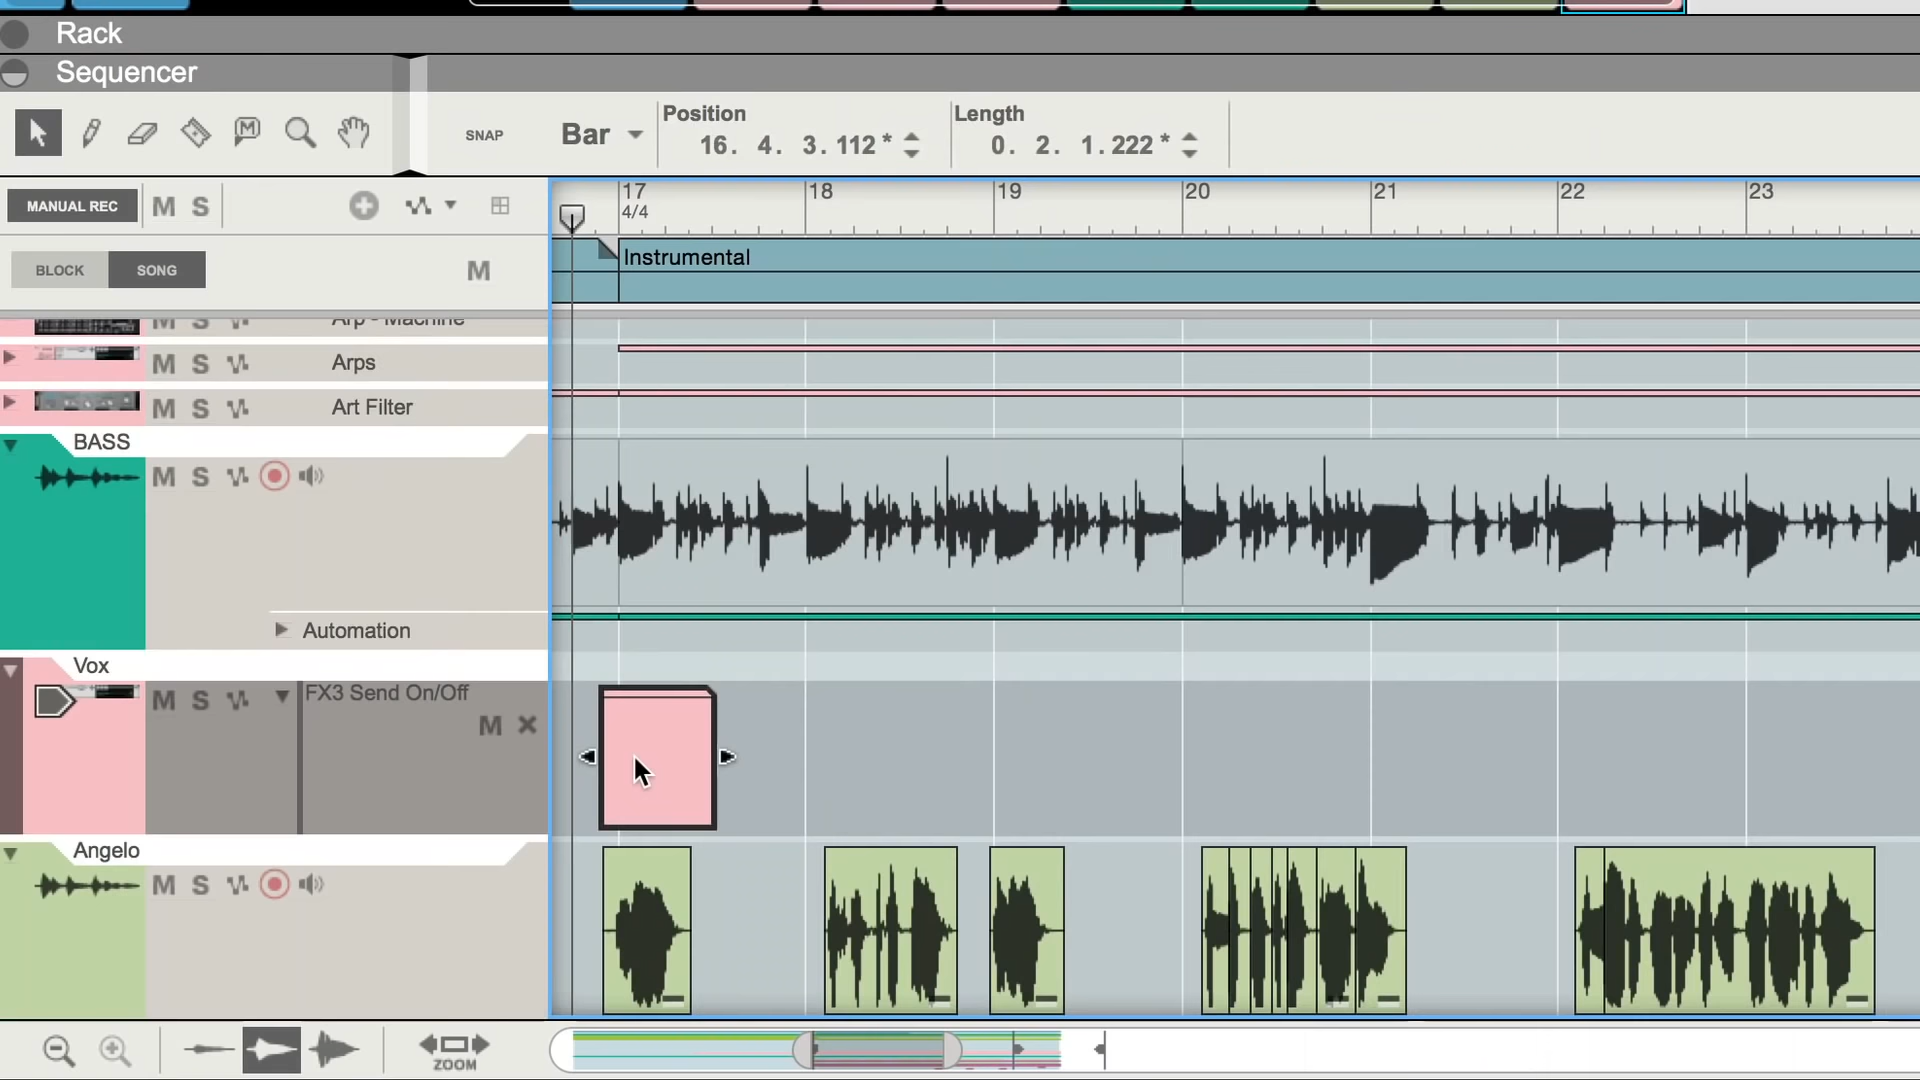 Rack
Sequencer
SNAP
Bar
Position
16. 4. 3. 112 *
Length
0. 2. 1. 222 *
MANUAL REC
M S
17
18
19
20
21
22
23
4/4
BLOCK
SONG
M
Instrumental
M S
Arp - Machine
M S
Arps
M S
Art Filter
BASS
M S
Automation
Vox
M S
FX3 Send On/Off
M
Angelo
M S
ZOOM